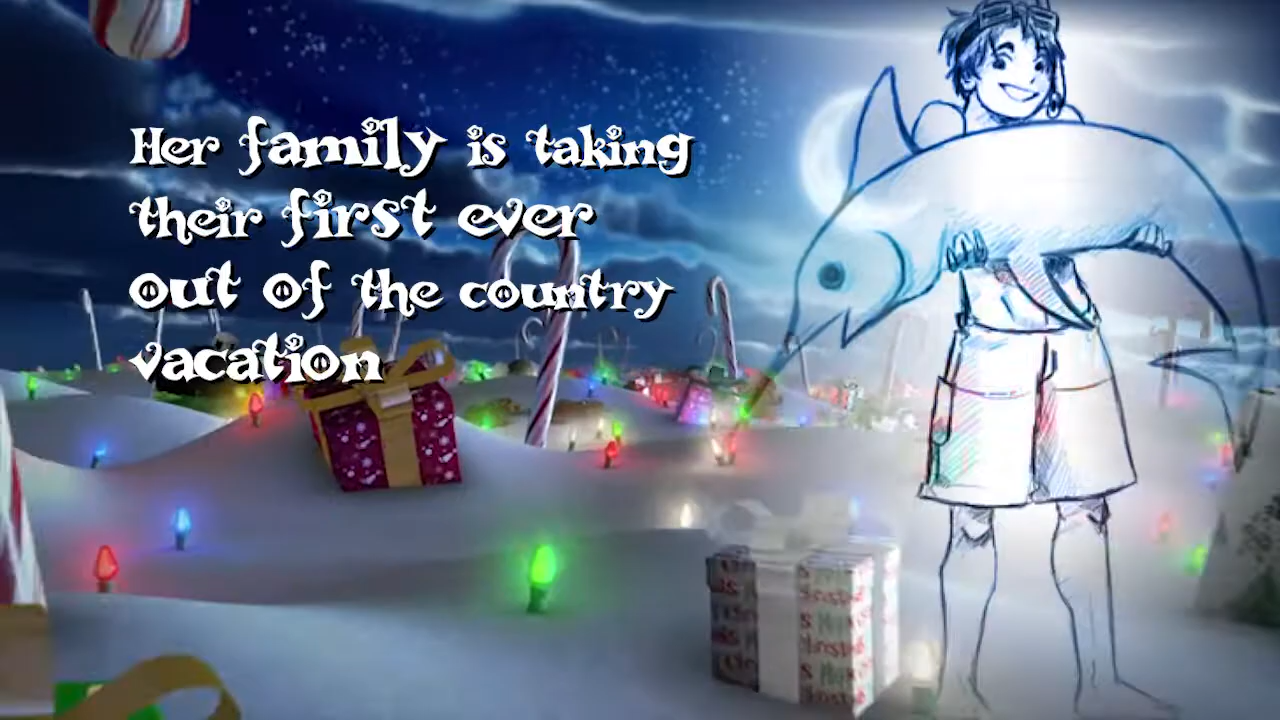 Her family is taking
their first ever
out of the country
vacation